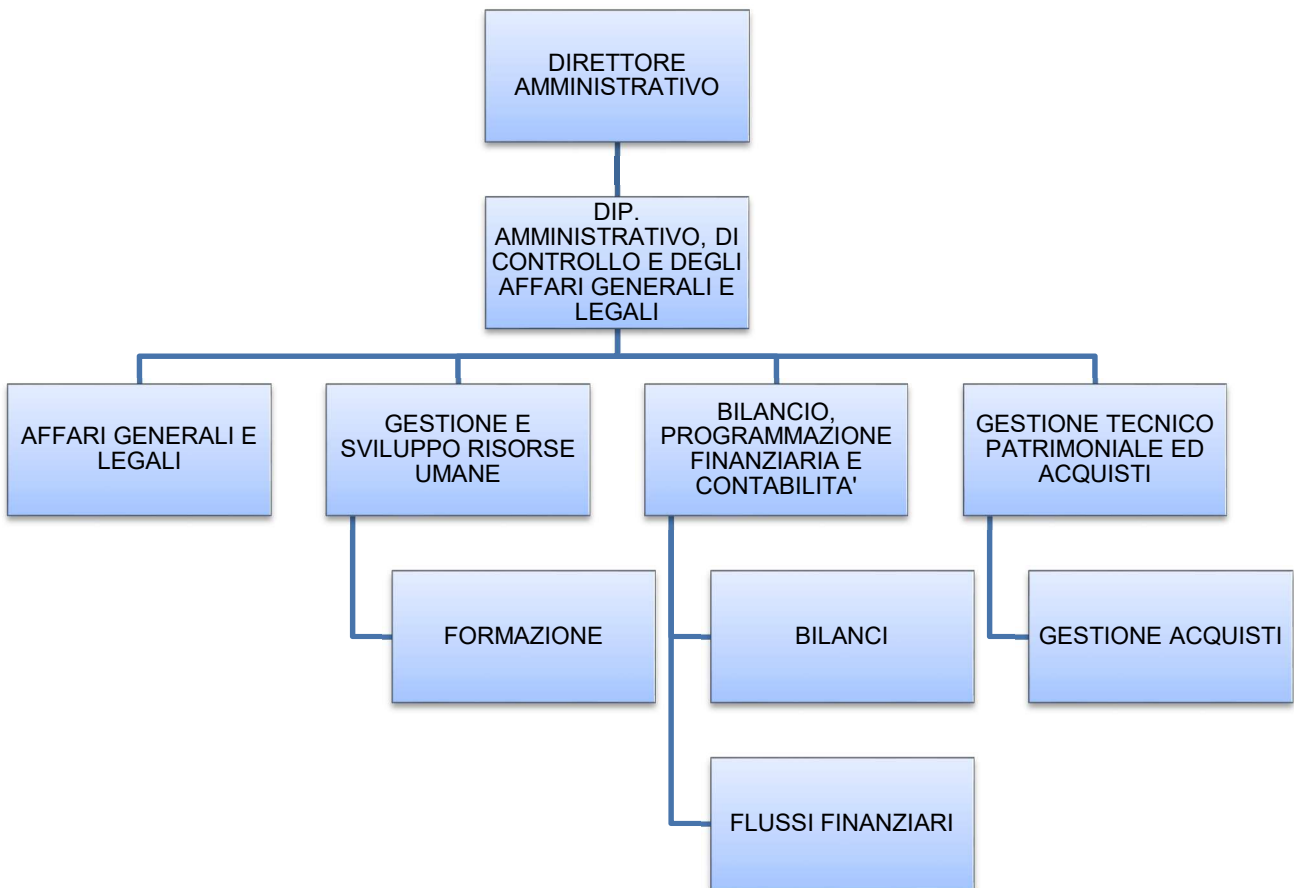 DIRETTORE
AMMINISTRATIVO
DIP.
AMMINISTRATIVO, DI
CONTROLLO E DEGLI
AFFARI GENERALI E
LEGALI
AFFARI GENERALI E
LEGALI
GESTIONE E
SVILUPPO RISORSE
UMANE
BILANCIO,
PROGRAMMAZIONE
FINANZIARIA E
CONTABILITA'
GESTIONE TECNICO
PATRIMONIALE ED
ACQUISTI
FORMAZIONE
BILANCI
GESTIONE ACQUISTI
FLUSSI FINANZIARI